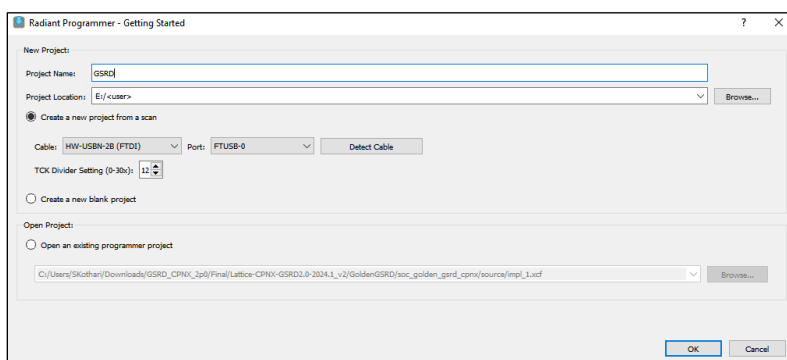 Radiant Programmer - Getting Started ? ×
New Project:
Project Name: GSRD
Project Location: E:/<user> Browse...
Create a new project from a scan
Cable: HW-USBN-2B (FTDI) Port: FTUSB-0 Detect Cable
TCK Divider Setting (0-30x): 12
Create a new blank project
Open Project:
Open an existing programmer project
C:/Users/SKothari/Downloads/GSRD_CPNX_2p0/Final/Lattice-CPNX-GSRD2.0-2024.1_v2/GoldenGSRD/soc_golden_gsrd_cpnx/source/impl_1.xcf Browse...
OK Cancel